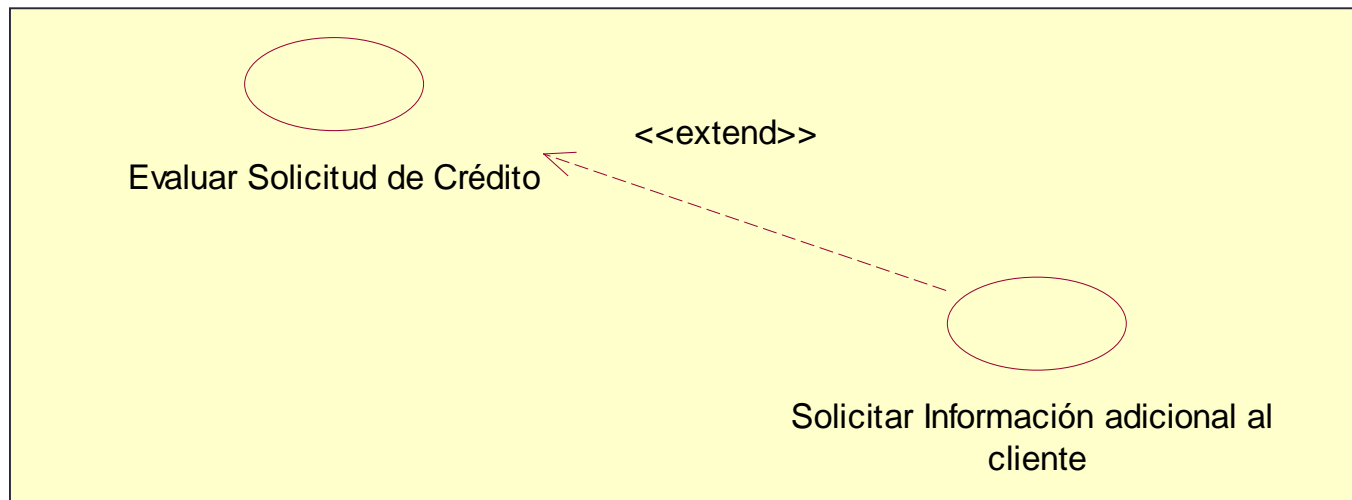 <<extend>>
Evaluar Solicitud de Crédito
Solicitar Información adicional al
cliente